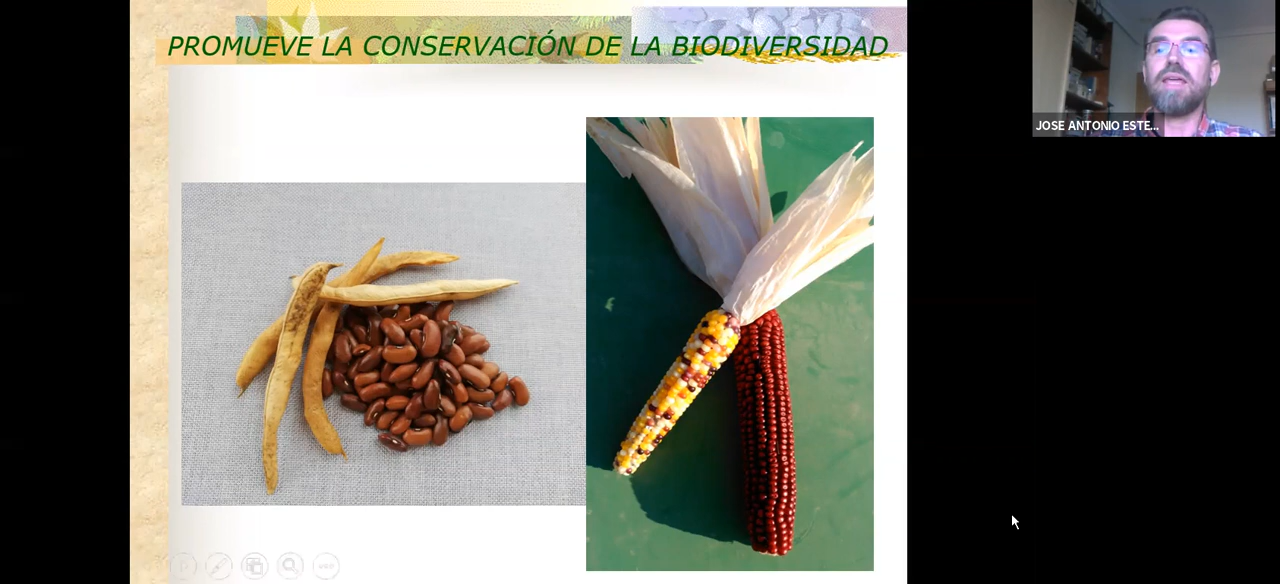 PROMUEVE LA CONSERVACIÓN DE LA BIODIVERSIDAD
JOSE ANTONIO ESTE...